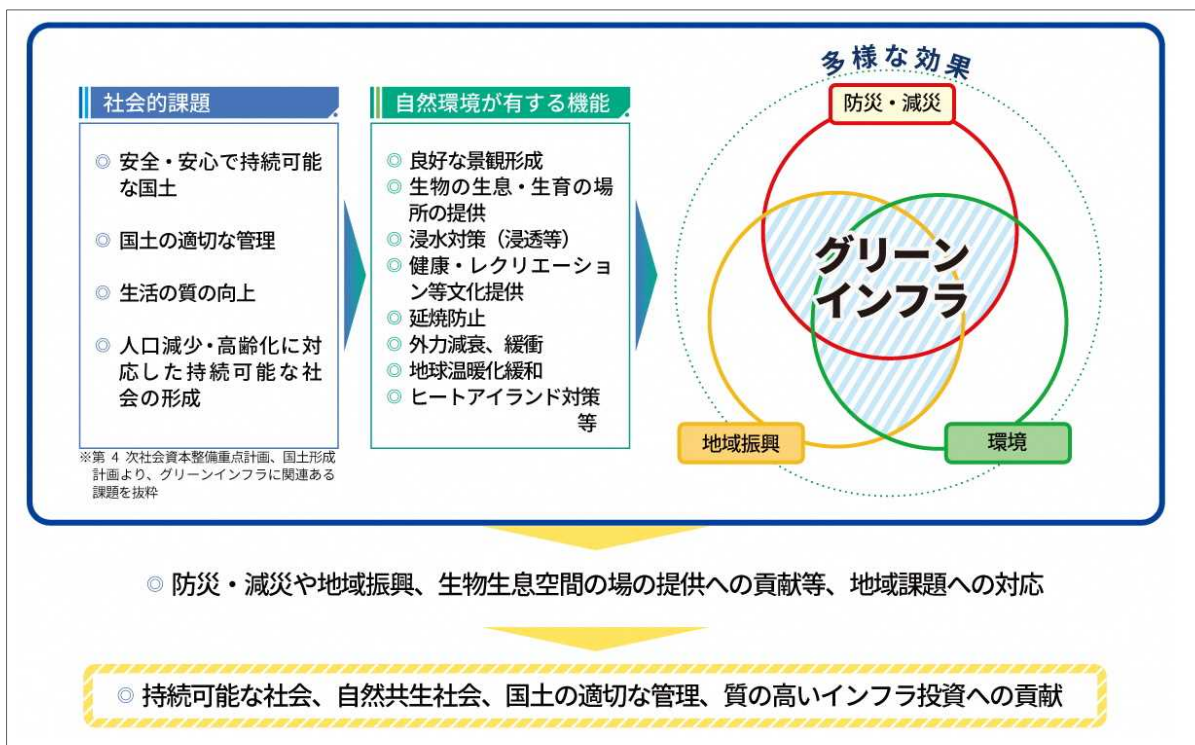 社会的課題
◎ 安全・安心で持続可能
な国土
◎ 国土の適切な管理
◎ 生活の質の向上
◎ 人口減少・高齢化に対
応した持続可能な社
会の形成
※第 4 次社会資本整備重点計画、国土形成
計画より、グリーンインフラに関連ある
課題を抜粋
自然環境が有する機能
◎ 良好な景観形成
◎ 生物の生息・生育の場
所の提供
◎ 浸水対策（浸透等）
◎ 健康・レクリエーショ
ン等文化提供
◎ 延焼防止
◎ 外力減衰、緩衝
◎ 地球温暖化緩和
◎ ヒートアイランド対策
等
多様な効果
防災・減災
グリーン
インフラ
地域振興
環境
◎ 防災・減災や地域振興、生物生息空間の場の提供への貢献等、地域課題への対応
◎ 持続可能な社会、自然共生社会、国土の適切な管理、質の高いインフラ投資への貢献